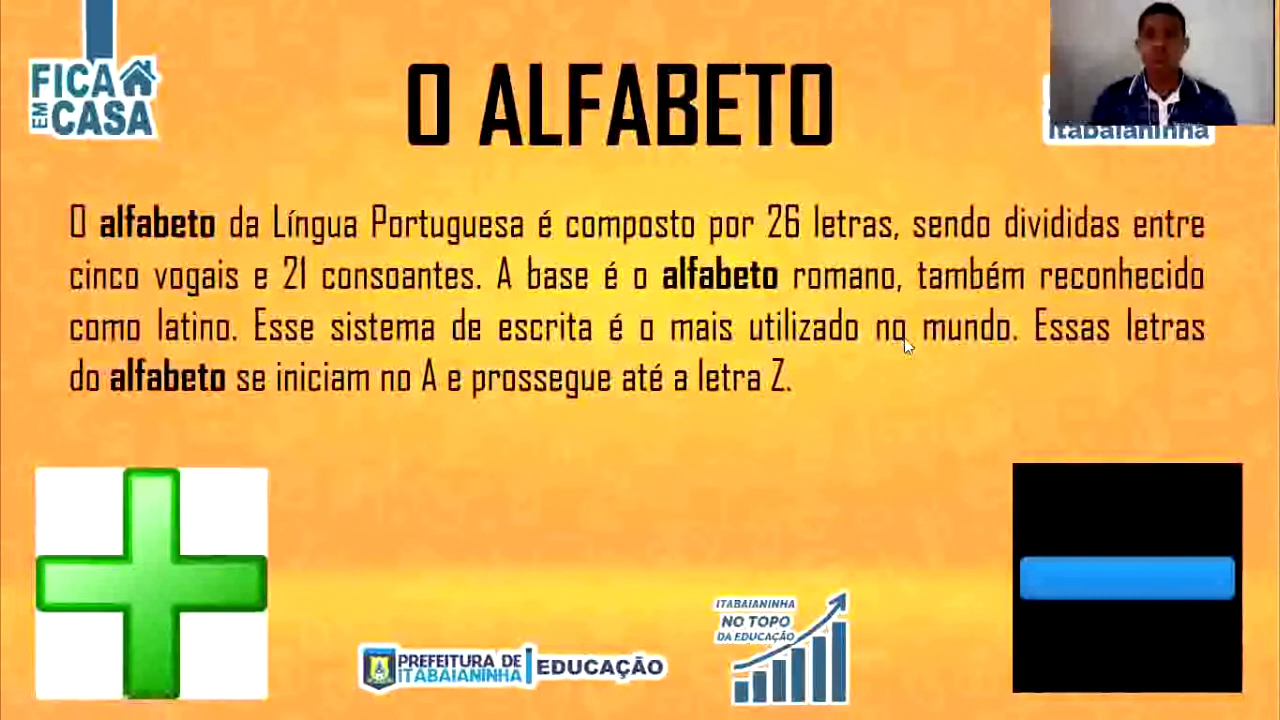 FICA
EM
CASA
O ALFABETO
Itabaianinha
O alfabeto da Língua Portuguesa é composto por 26 letras, sendo divididas entre
cinco vogais e 21 consoantes. A base é o alfabeto romano, também reconhecido
como latino. Esse sistema de escrita é o mais utilizado no mundo. Essas letras
do alfabeto se iniciam no A e prossegue até a letra Z.
ITABAIANINHA
NO TOPO
DA EDUCAÇÃO
PREFEITURA DE
ITABAIANINHA
EDUCAÇÃO